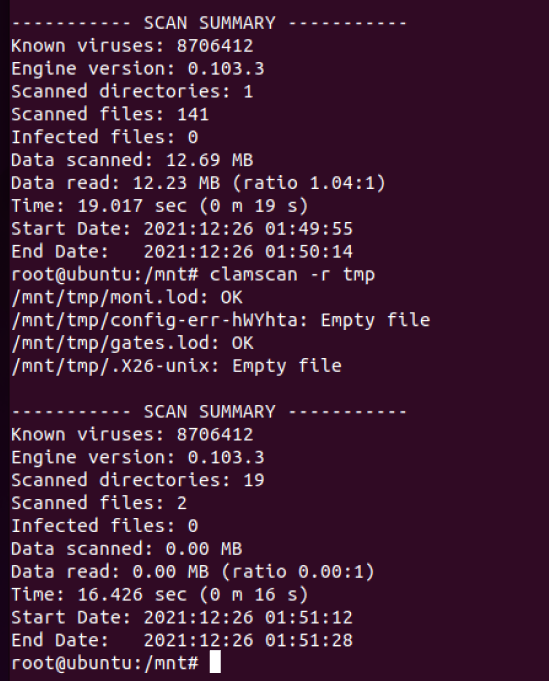 ----------- SCAN SUMMARY -----------
Known viruses: 8706412
Engine version: 0.103.3
Scanned directories: 1
Scanned files: 141
Infected files: 0
Data scanned: 12.69 MB
Data read: 12.23 MB (ratio 1.04:1)
Time: 19.017 sec (0 m 19 s)
Start Date: 2021:12:26 01:49:55
End Date:   2021:12:26 01:50:14
root@ubuntu:/mnt# clamscan -r tmp
/mnt/tmp/moni.lod: OK
/mnt/tmp/config-err-hWYhta: Empty file
/mnt/tmp/gates.lod: OK
/mnt/tmp/.X26-unix: Empty file
----------- SCAN SUMMARY -----------
Known viruses: 8706412
Engine version: 0.103.3
Scanned directories: 19
Scanned files: 2
Infected files: 0
Data scanned: 0.00 MB
Data read: 0.00 MB (ratio 0.00:1)
Time: 16.426 sec (0 m 16 s)
Start Date: 2021:12:26 01:51:12
End Date:   2021:12:26 01:51:28
root@ubuntu:/mnt#